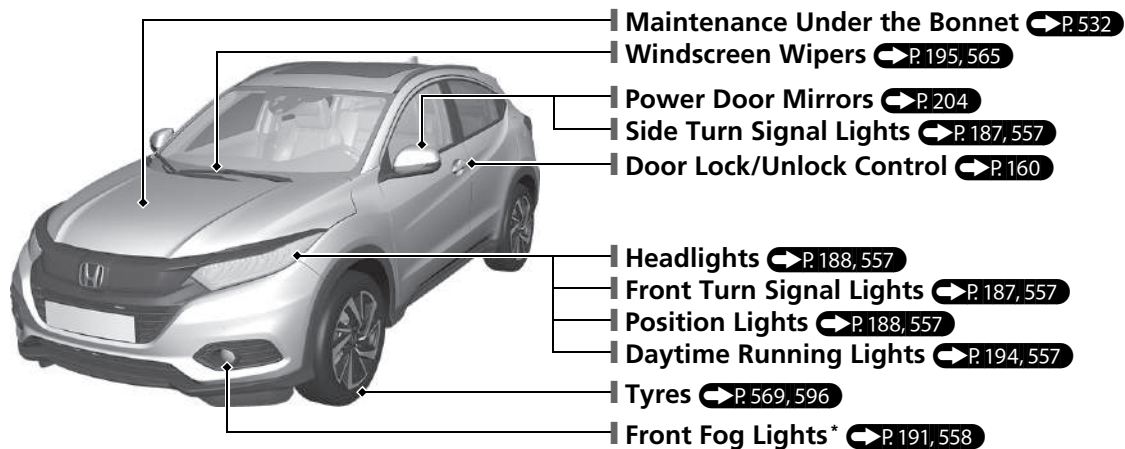 Maintenance Under the Bonnet P. 532
Windscreen Wipers P. 195, 565
Power Door Mirrors P. 204
Side Turn Signal Lights P. 187, 557
Door Lock/Unlock Control P. 160
Headlights P. 188, 557
Front Turn Signal Lights P. 187, 557
Position Lights P. 188, 557
Daytime Running Lights P. 194, 557
Tyres P. 569, 596
Front Fog Lights* P. 191, 558